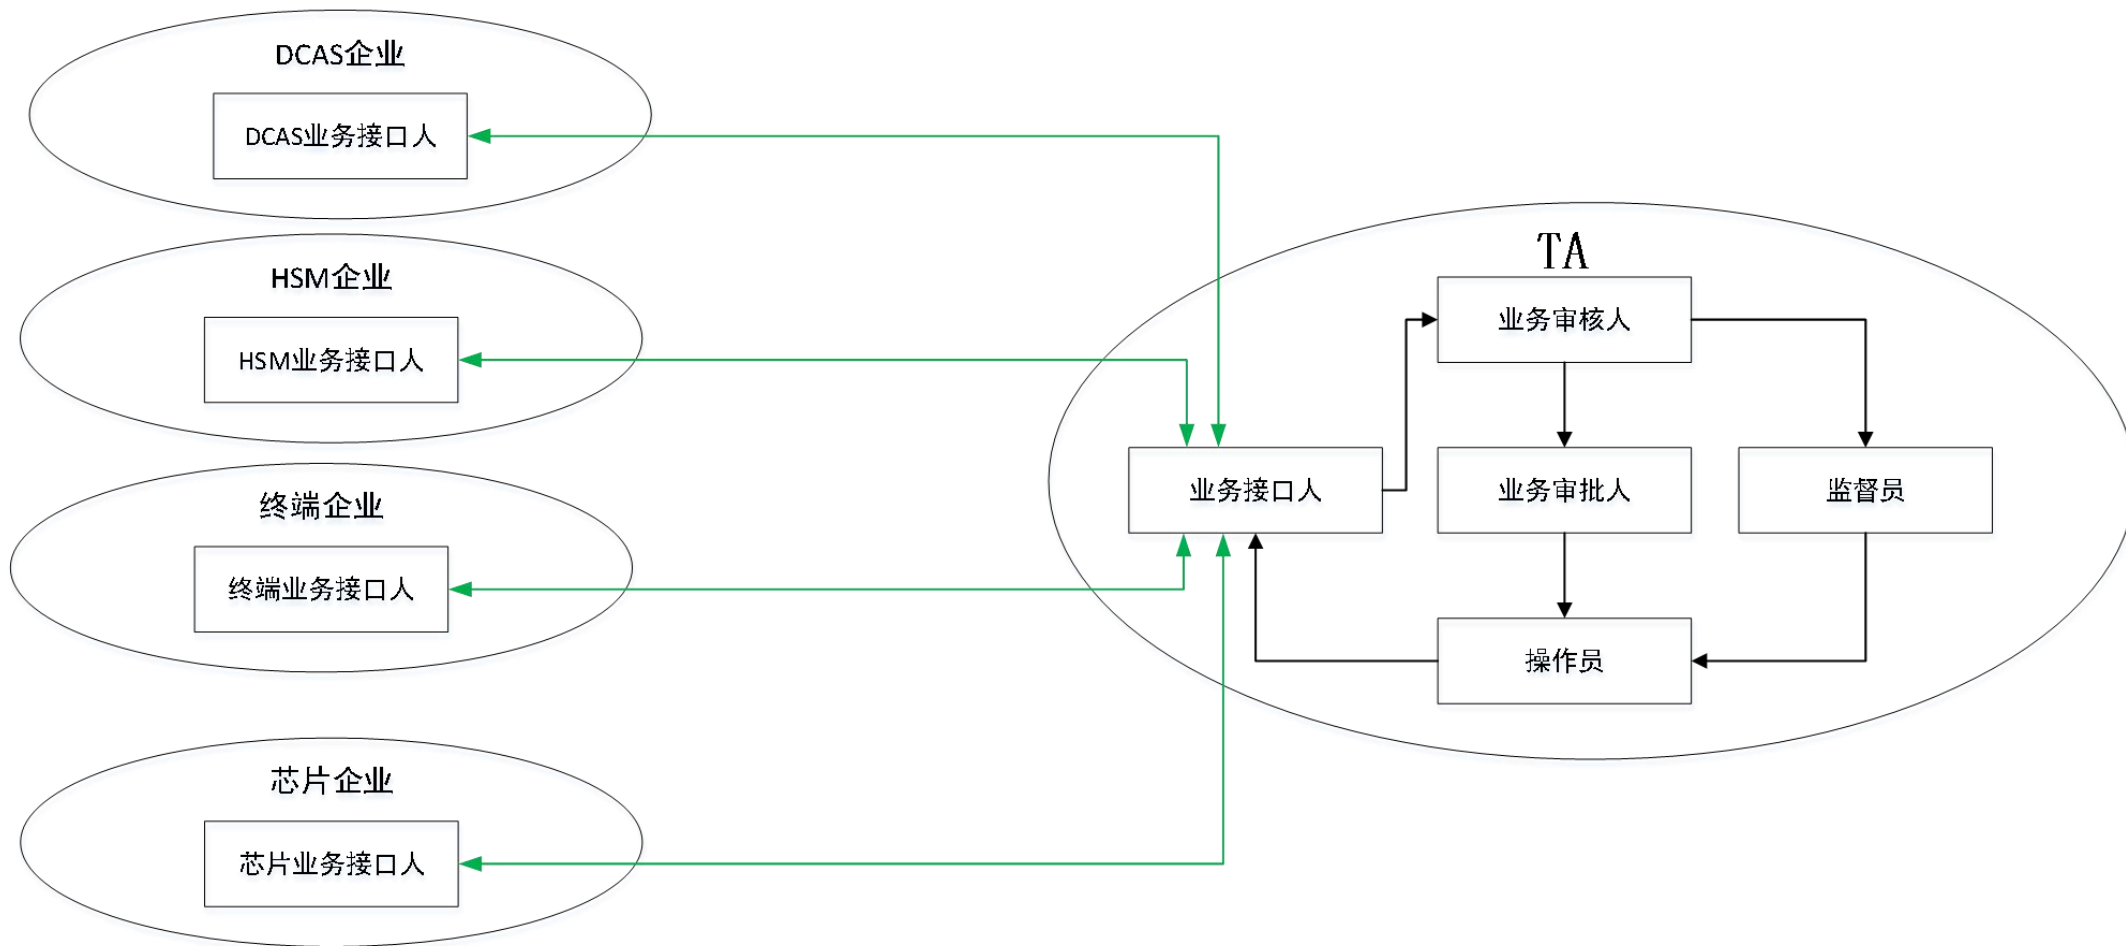 DCAS企业
DCAS业务接口人
HSM企业
HSM业务接口人
终端企业
终端业务接口人
芯片企业
芯片业务接口人
TA
业务审核人
业务接口人
业务审批人
监督员
操作员